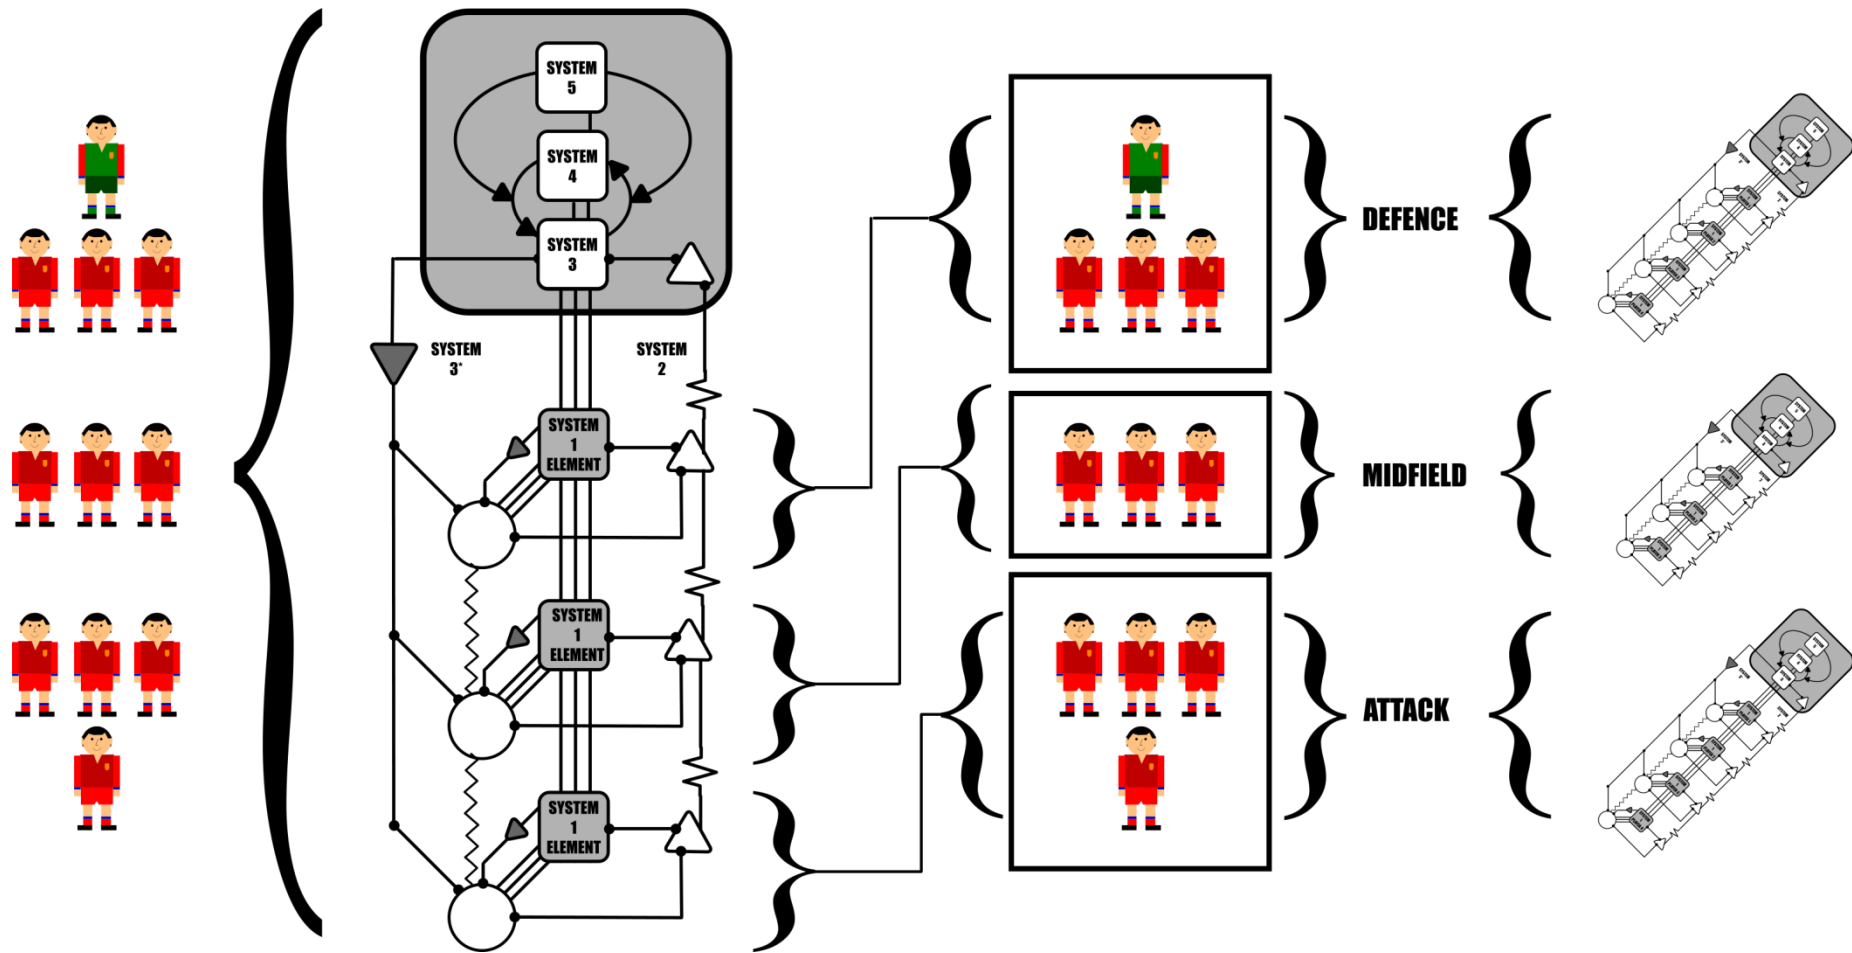 SYSTEM
5
SYSTEM
4
SYSTEM
3
SYSTEM
3*
SYSTEM
2
SYSTEM
1
ELEMENT
SYSTEM
1
ELEMENT
SYSTEM
1
ELEMENT
DEFENCE
MIDFIELD
ATTACK